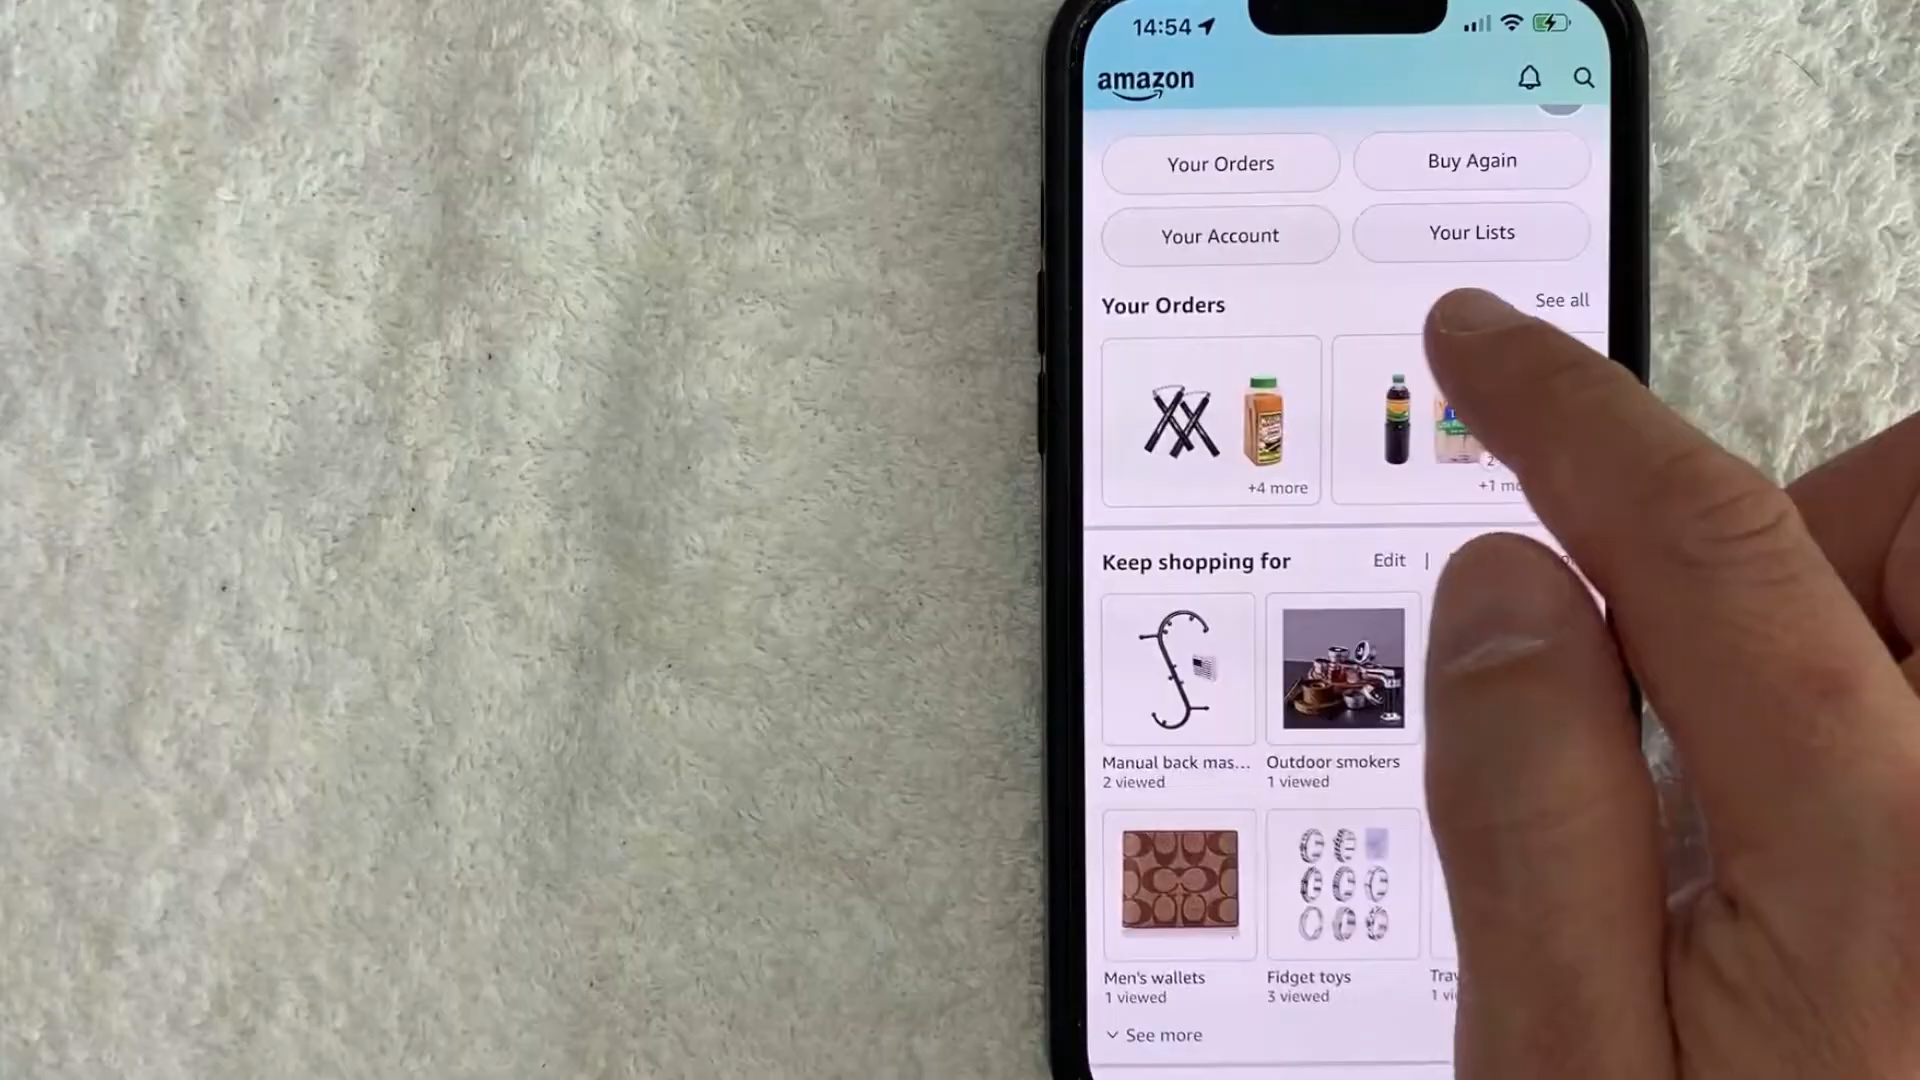 14:54
amazon
Your Orders
Buy Again
Your Account
Your Lists
Your Orders
See all
+4 more
2
+1 mo
Keep shopping for
Edit |
Manual back mas...
Outdoor smokers
2 viewed
1 viewed
Men's wallets
Fidget toys
Tra
1 viewed
3 viewed
1 vi
See more